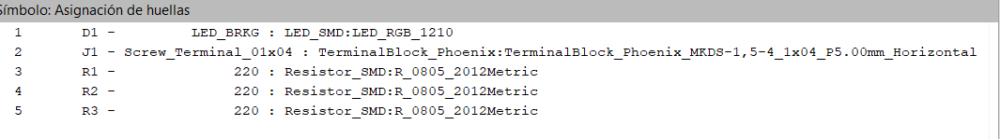 Símbolo: Asignación de huellas
1 D1 - LED_BRKG : LED_SMD:LED_RGB_1210
2 J1 - Screw_Terminal_01x04 : TerminalBlock_Phoenix:TerminalBlock_Phoenix_MKDS-1,5-4_1x04_P5.00mm_Horizontal
3 R1 - 220 : Resistor_SMD:R_0805_2012Metric
4 R2 - 220 : Resistor_SMD:R_0805_2012Metric
5 R3 - 220 : Resistor_SMD:R_0805_2012Metric